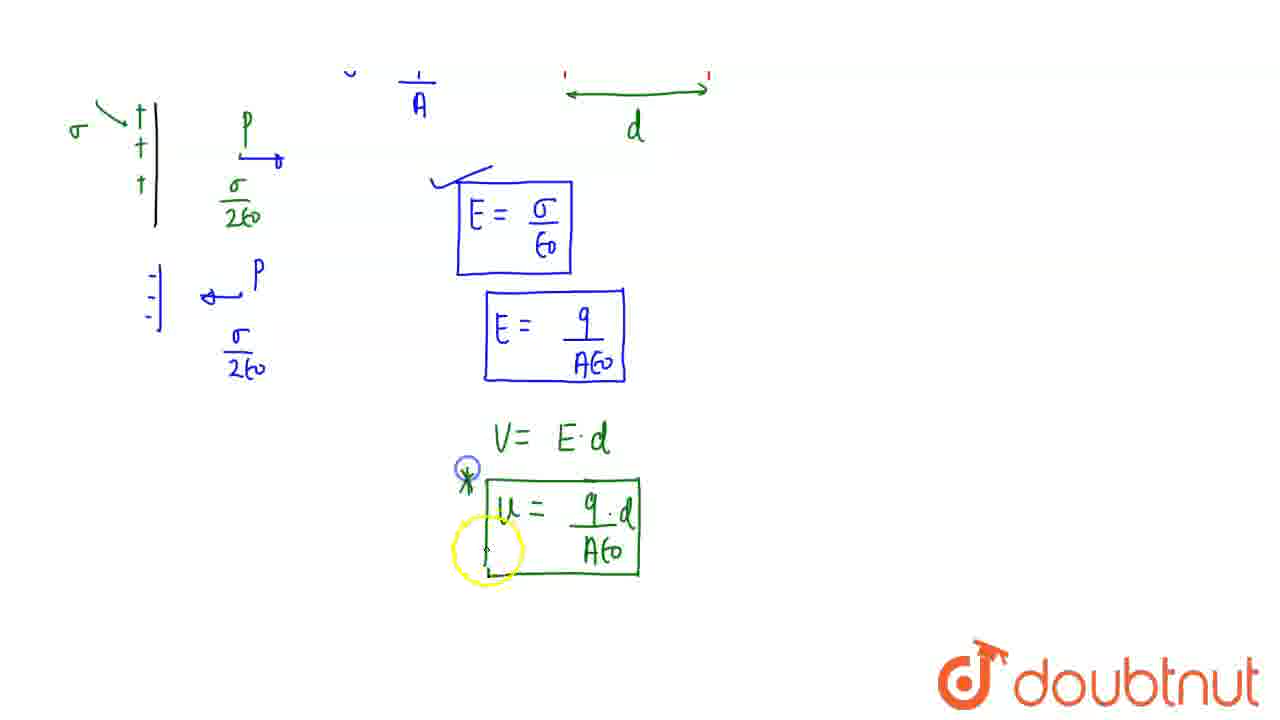 A
d
σ
+
+
+
P
σ/2ε0
E = σ/ε0
-
-
-
P
σ/2ε0
E = q/Aε0
V = E·d
*
U = q·d/Aε0
doubtnut